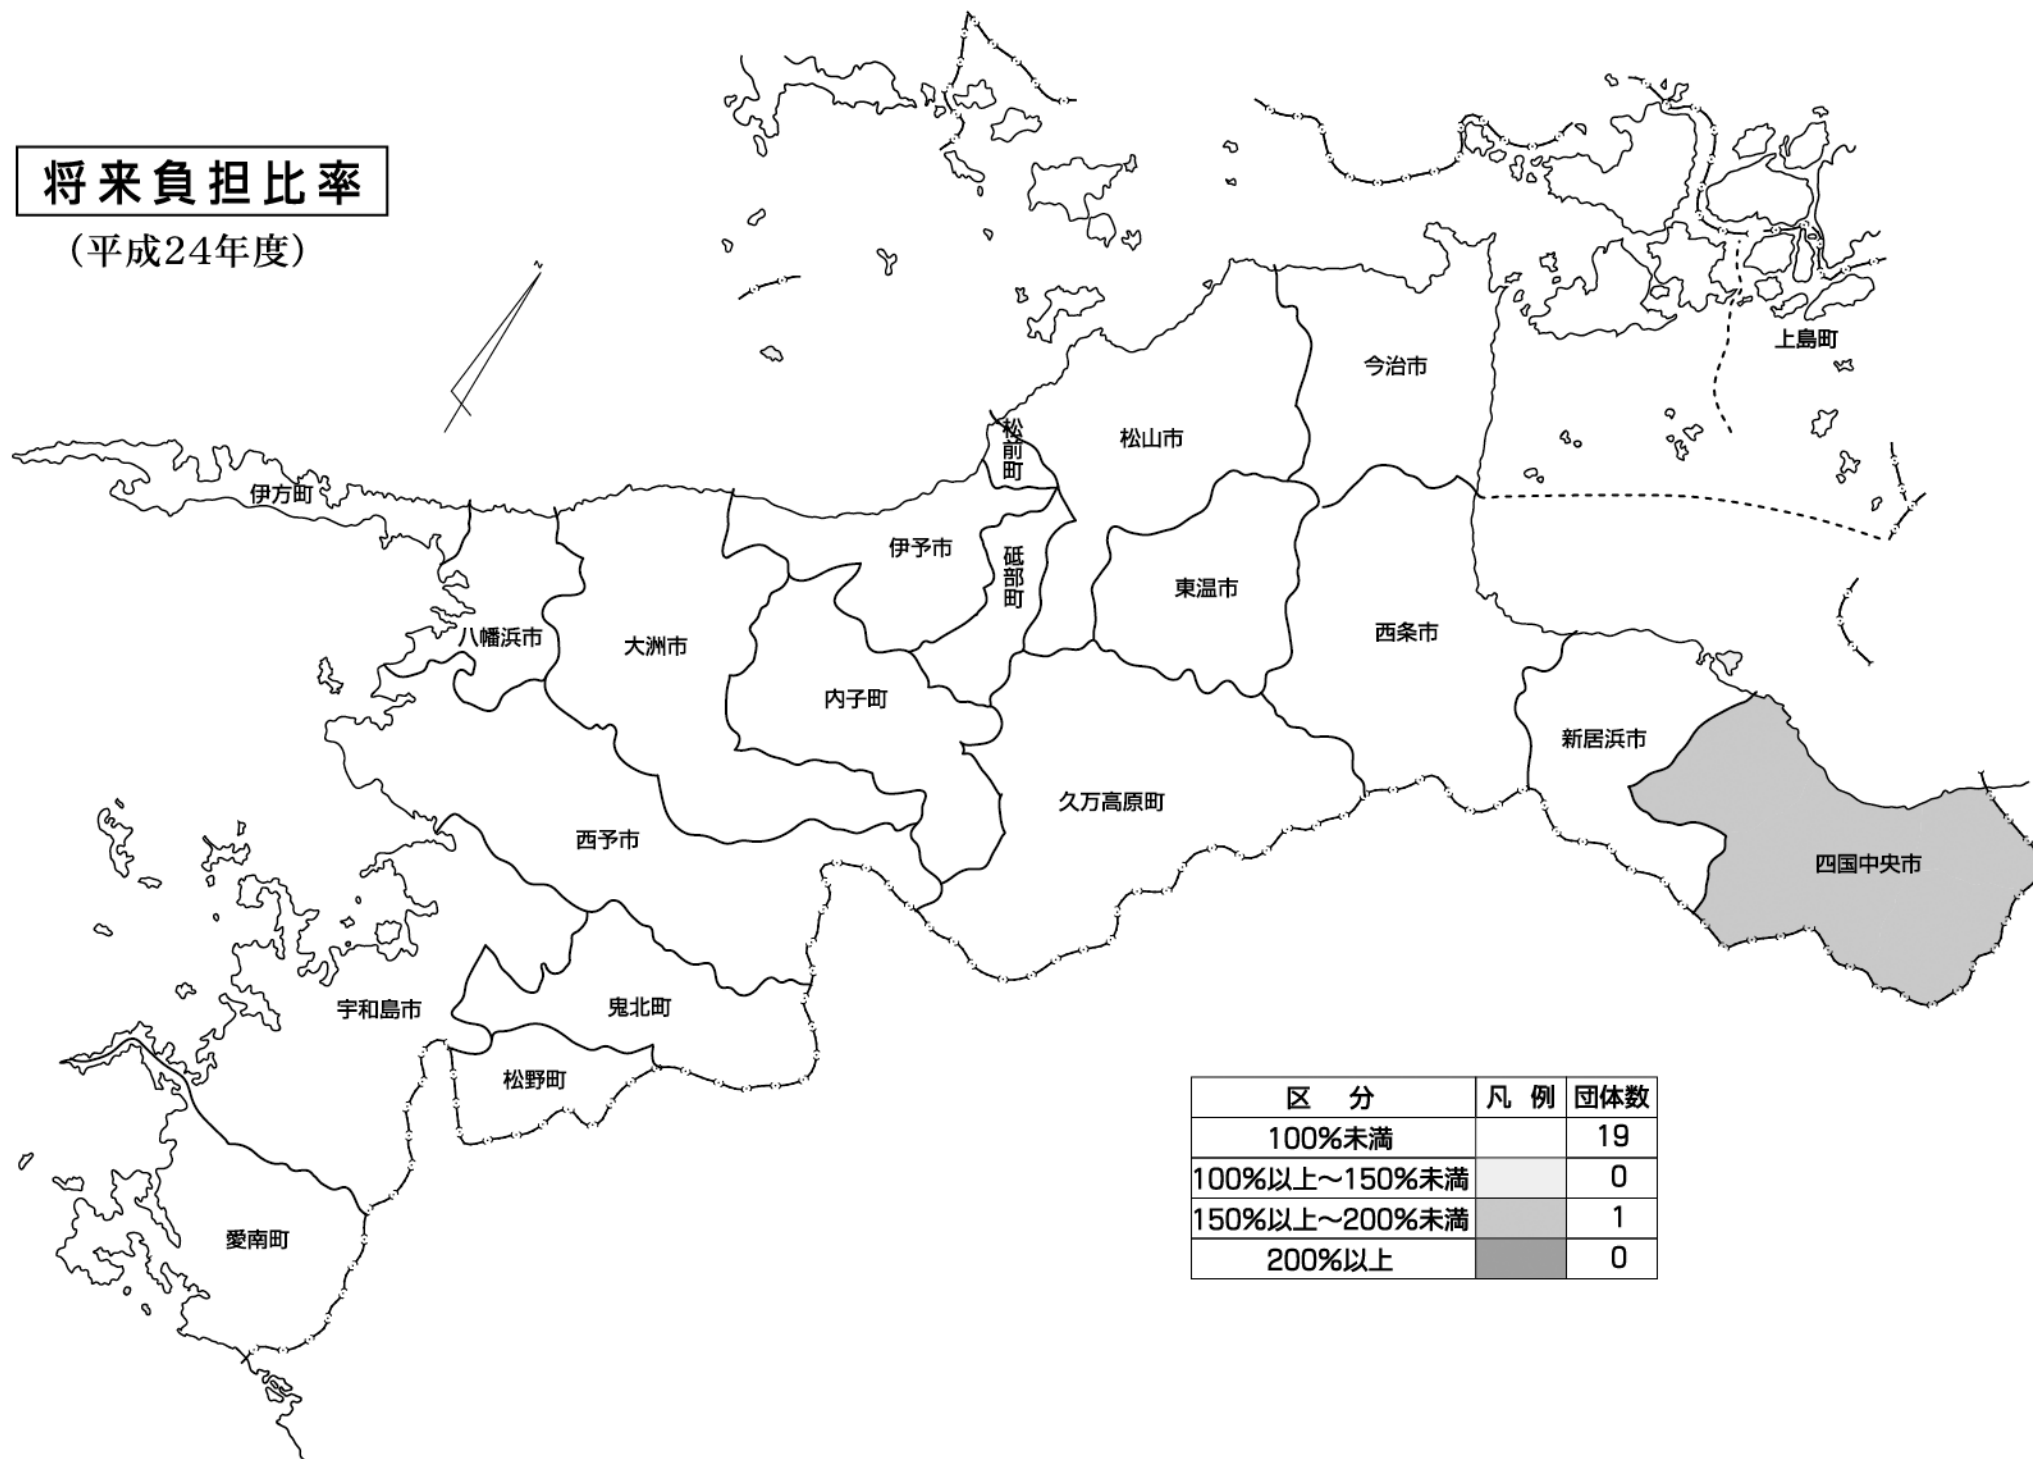 将来負担比率
（平成24年度）
N
上島町
今治市
松山市
松前町
伊方町
伊予市
砥部町
東温市
西条市
八幡浜市
大洲市
内子町
新居浜市
久万高原町
西予市
四国中央市
宇和島市
鬼北町
松野町
愛南町
区 分 凡 例 団体数
100%未満 19
100%以上～150%未満 0
150%以上～200%未満 1
200%以上 0